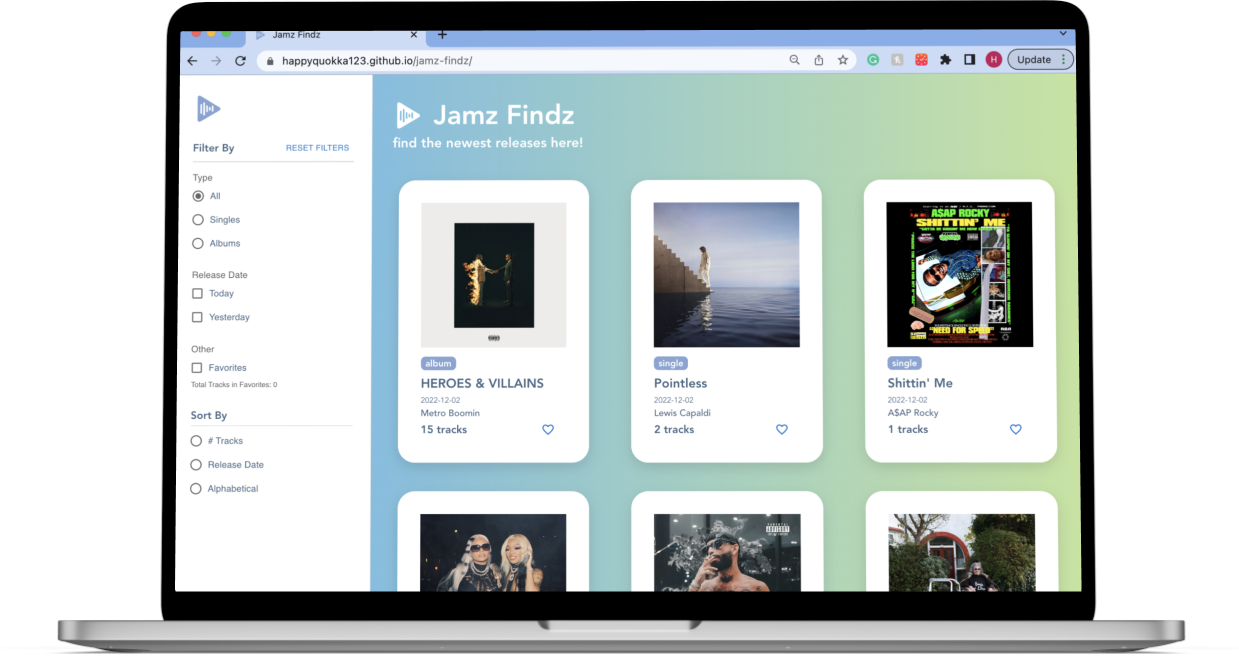 Jamz Findz
happyquokka123.github.io/jamz-findz/
H
Update
Filter By
RESET FILTERS
Type
All
Singles
Albums
Release Date
Today
Yesterday
Other
Favorites
Total Tracks in Favorites: 0
Sort By
# Tracks
Release Date
Alphabetical
Jamz Findz
find the newest releases here!
album
HEROES & VILLAINS
2022-12-02
Metro Boomin
15 tracks
single
Pointless
2022-12-02
Lewis Capaldi
2 tracks
A$AP ROCKY
SHITTIN' ME
"NEED FOR SPEED"
single
Shittin' Me
2022-12-02
A$AP Rocky
1 tracks